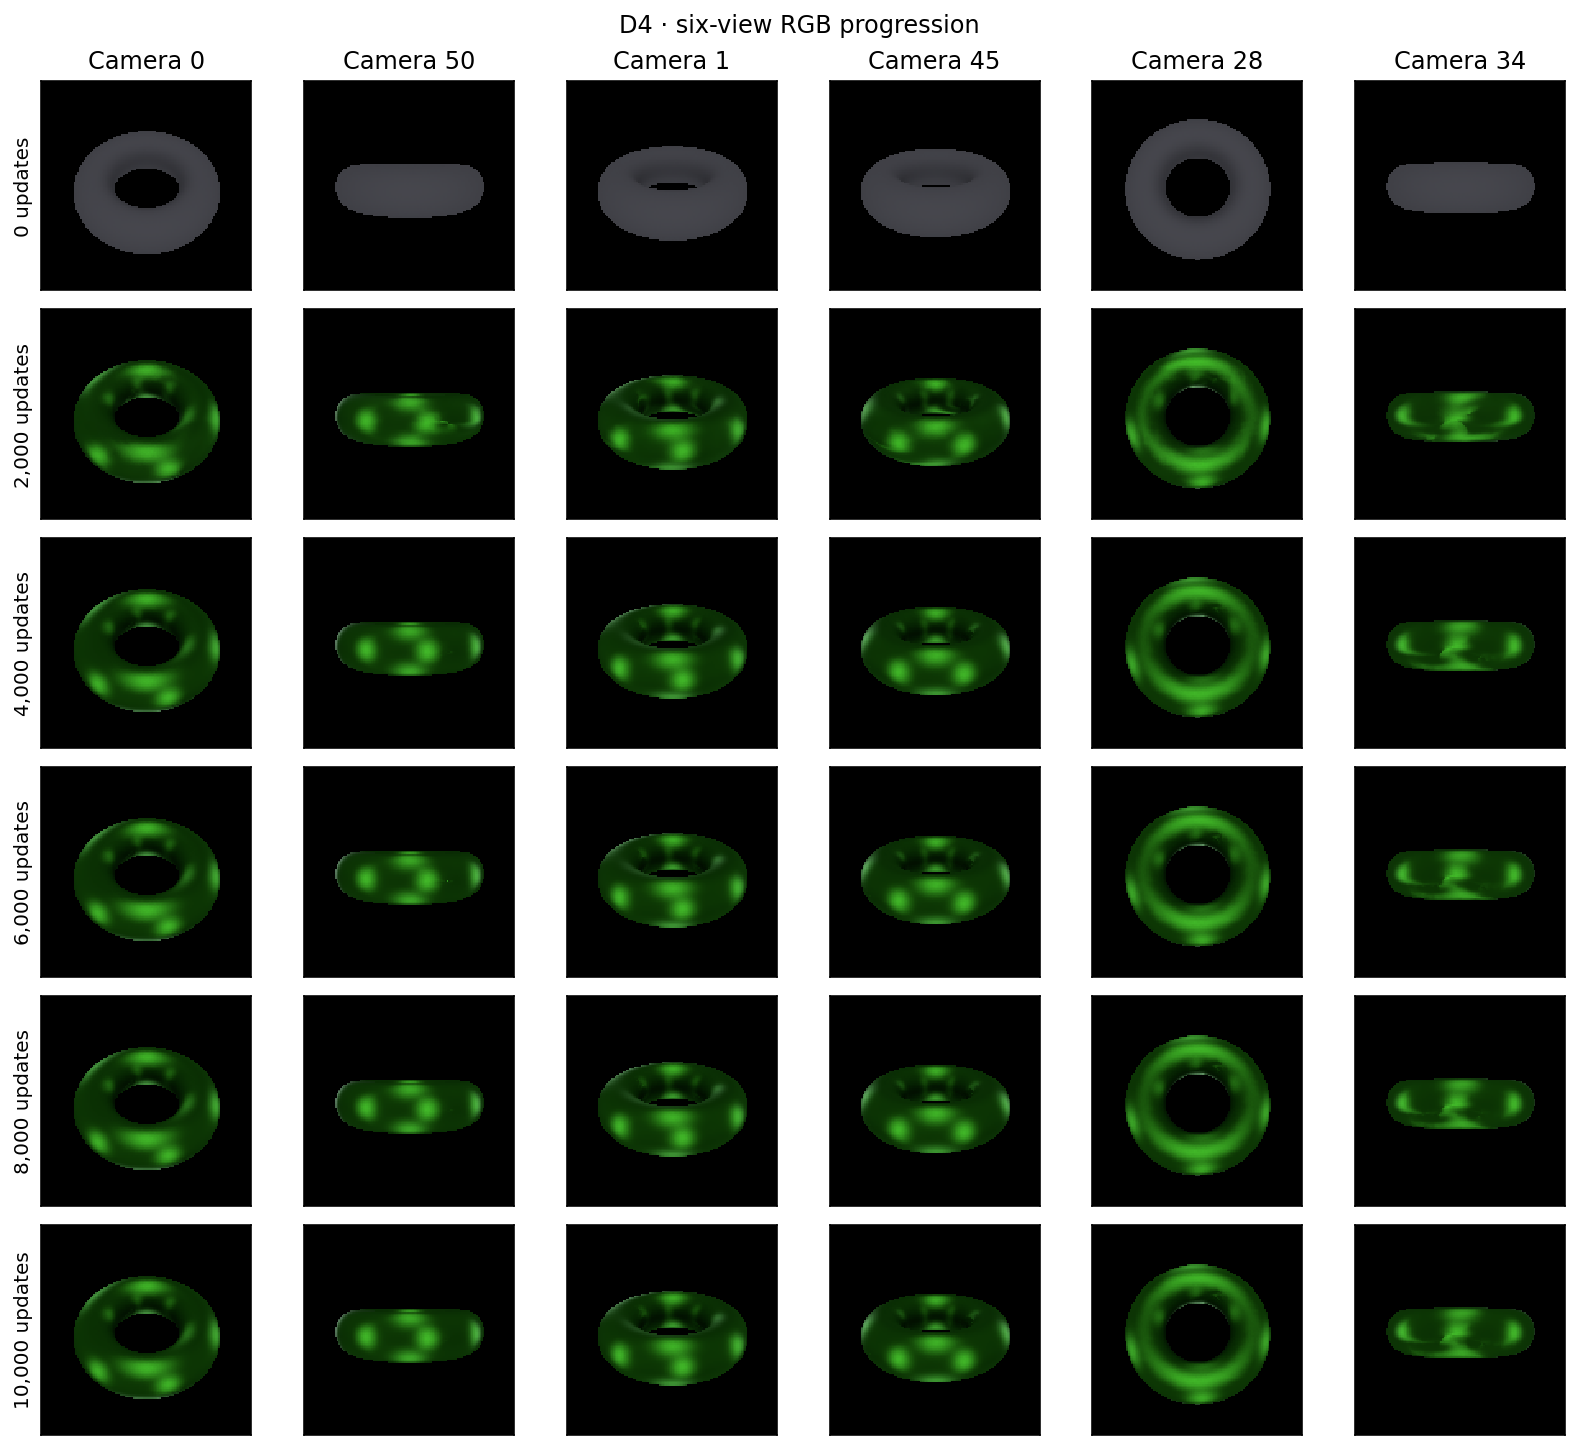 D4 · six-view RGB progression
Camera 0
Camera 50
Camera 1
Camera 45
Camera 28
Camera 34
0 updates
2,000 updates
4,000 updates
6,000 updates
8,000 updates
10,000 updates